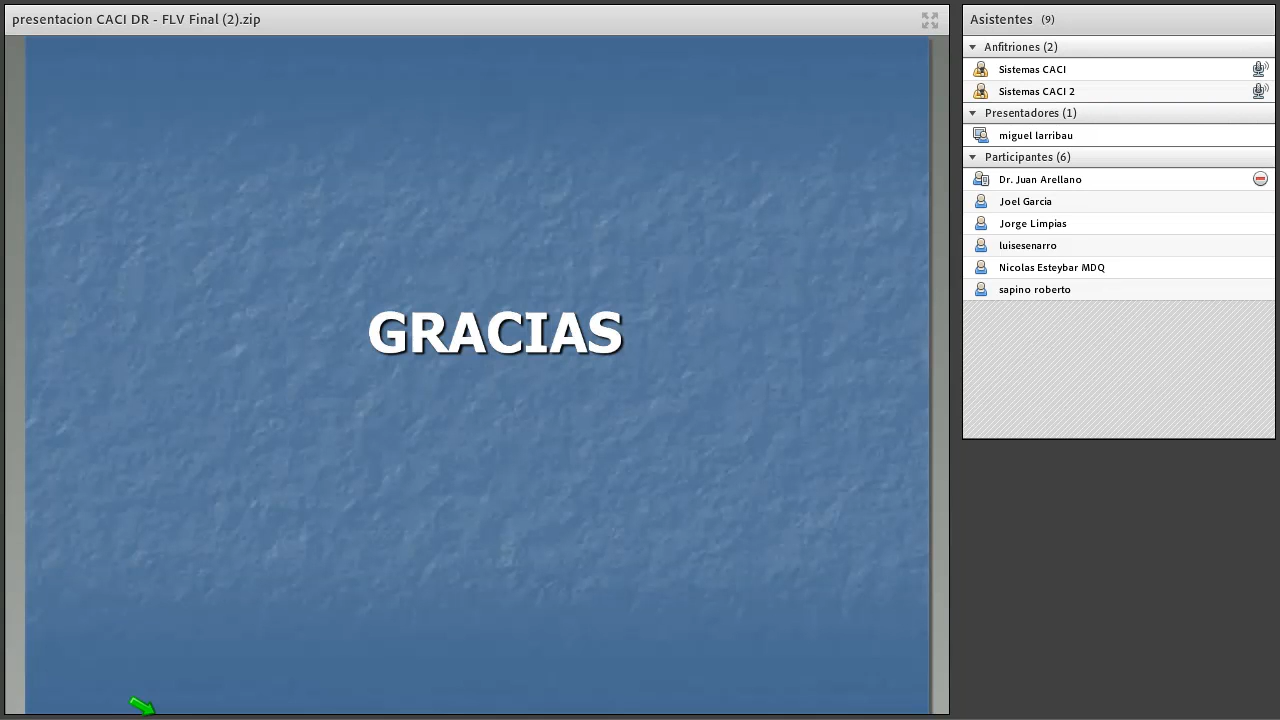 presentacion CACI DR - FLV Final (2).zip
GRACIAS
Asistentes (9)
Anfitriones (2)
Sistemas CACI
Sistemas CACI 2
Presentadores (1)
miguel larribau
Participantes (6)
Dr. Juan Arellano
Joel Garcia
Jorge Limpias
luisesenarro
Nicolas Esteybar MDQ
sapino roberto